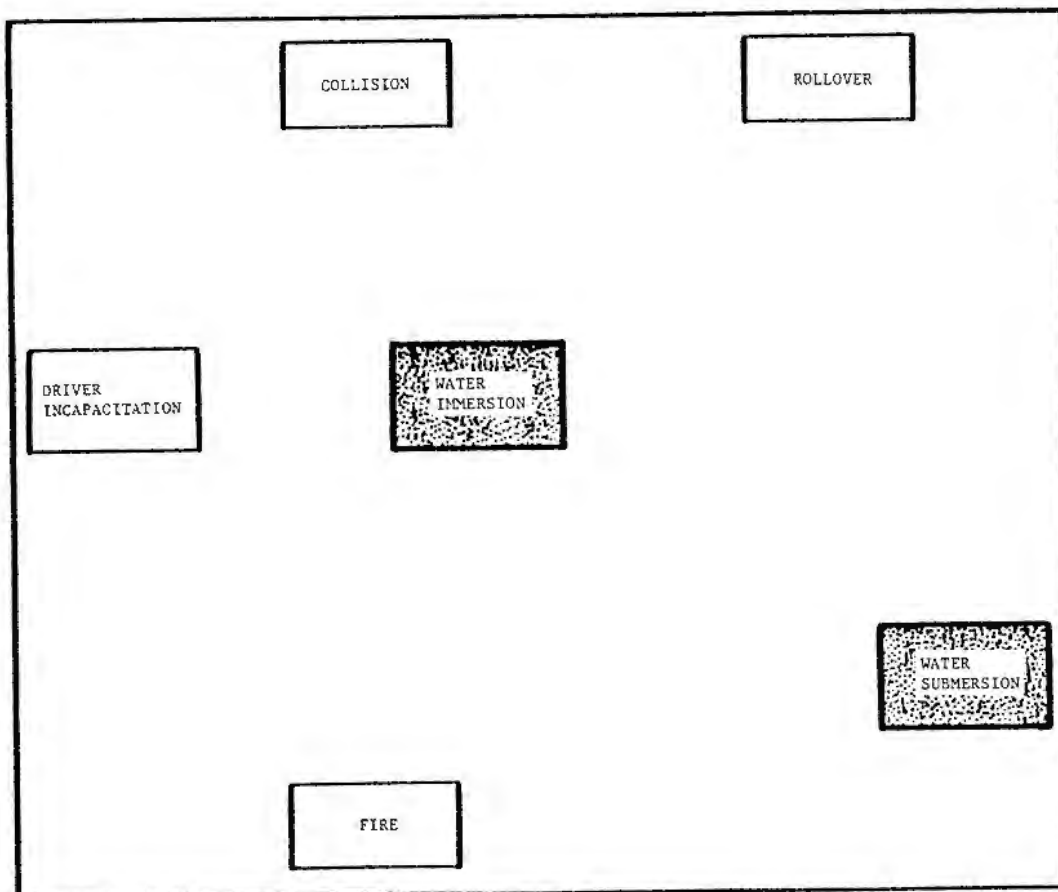 COLLISION
ROLLOVER
DRIVER
INCAPACITATION
WATER
IMMERSION
WATER
SUBMERSION
FIRE